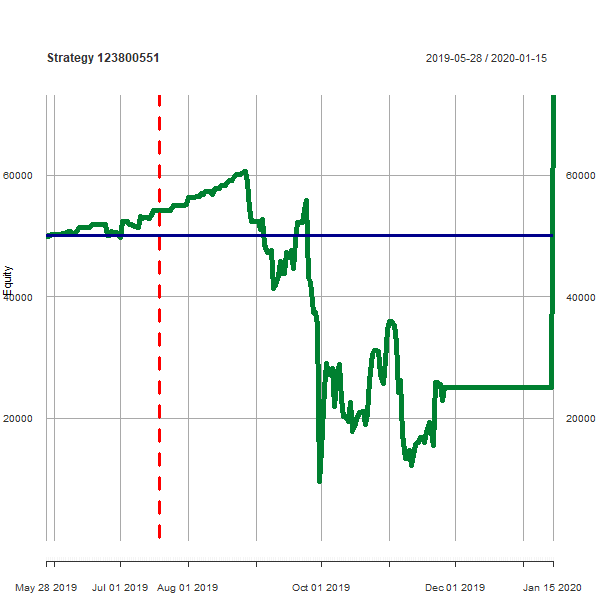 Strategy 123800551
2019-05-28 / 2020-01-15
60000
60000
Equity
40000
40000
20000
20000
May 28 2019
Jul 01 2019
Aug 01 2019
Oct 01 2019
Dec 01 2019
Jan 15 2020